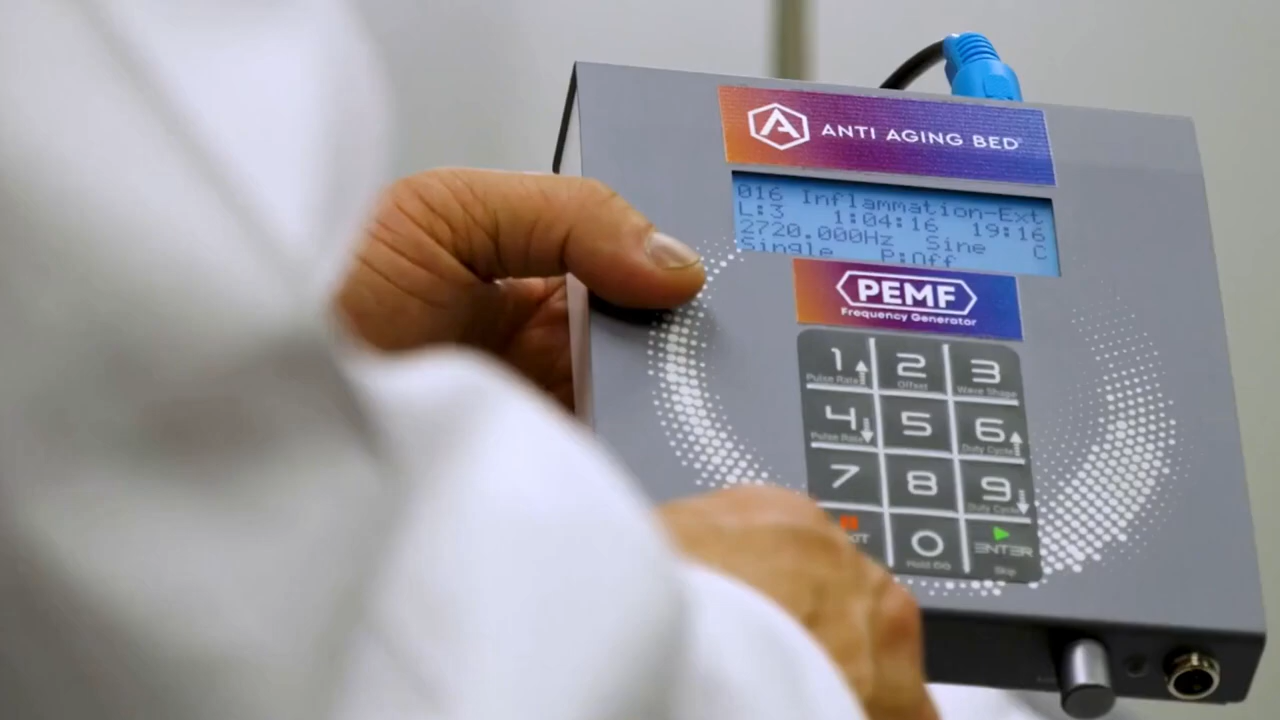 ANTI AGING BED
016 Inflammation-Ext
L:3 1:04:16 19:16
2720.000Hz Sine C
Single P:Off
PEMF
Frequency Generator
1 2 3
Pulse Rate Offset Wave Shape
4 5 6
Pulse Rate Duty Cycle
7 8 9
Duty Cycle
0 ENTER
Skip